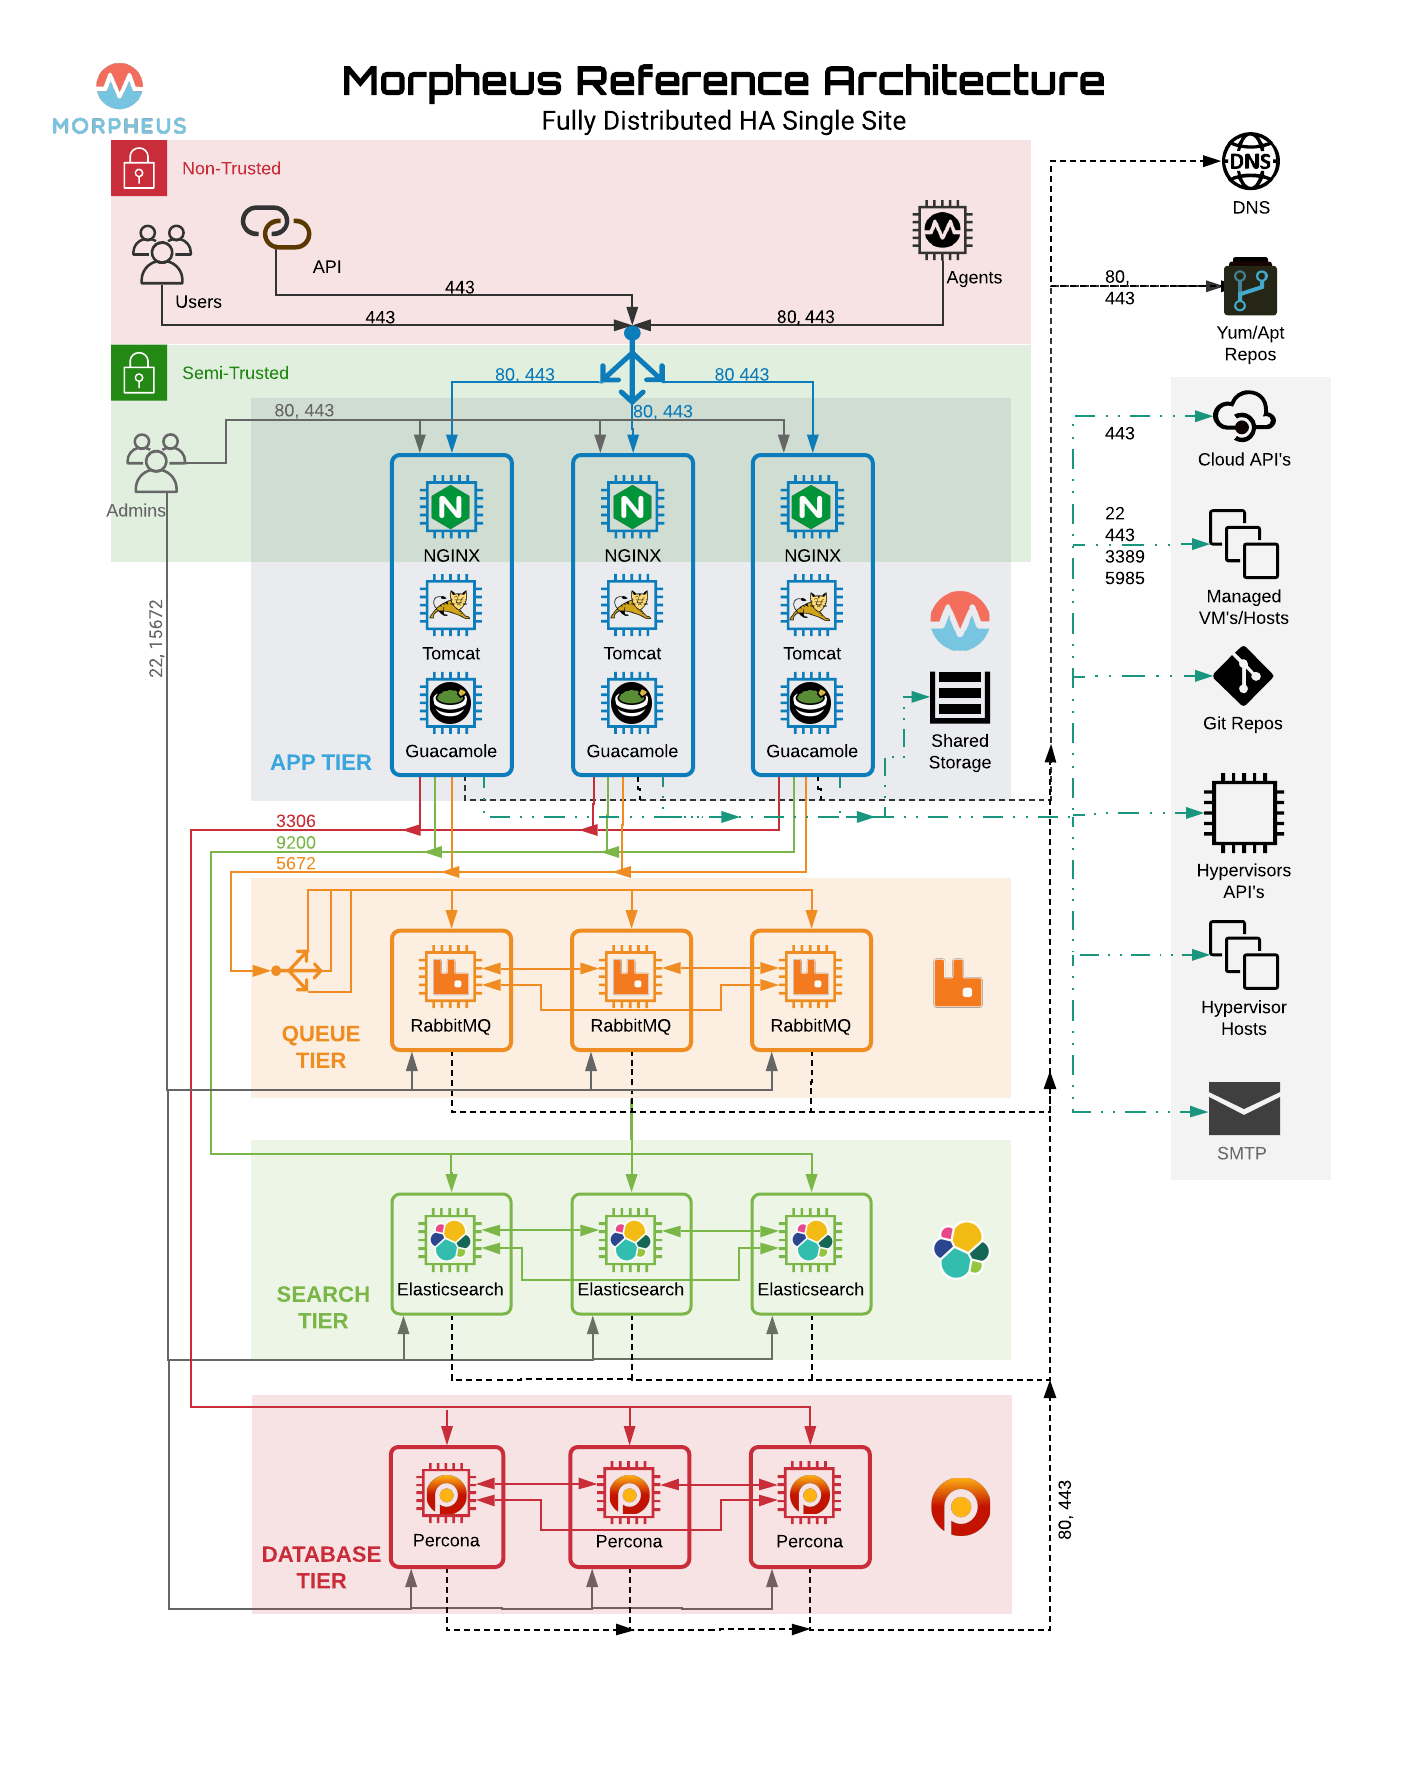 Morpheus Reference Architecture
Fully Distributed HA Single Site
MORPHEUS
Non-Trusted
Users
API
Agents
443
443
80, 443
DNS
DNS
80,
443
Yum/Apt
Repos
Semi-Trusted
80, 443
80 443
80, 443
80, 443
Admins
443
Cloud API's
22
443
3389
5985
Managed
VM's/Hosts
NGINX
NGINX
NGINX
Tomcat
Tomcat
Tomcat
Guacamole
Guacamole
Guacamole
APP TIER
Shared
Storage
22, 15672
Git Repos
3306
9200
5672
Hypervisors
API's
Hypervisor
Hosts
RabbitMQ
RabbitMQ
RabbitMQ
QUEUE
TIER
SMTP
Elasticsearch
Elasticsearch
Elasticsearch
SEARCH
TIER
Percona
Percona
Percona
DATABASE
TIER
80, 443